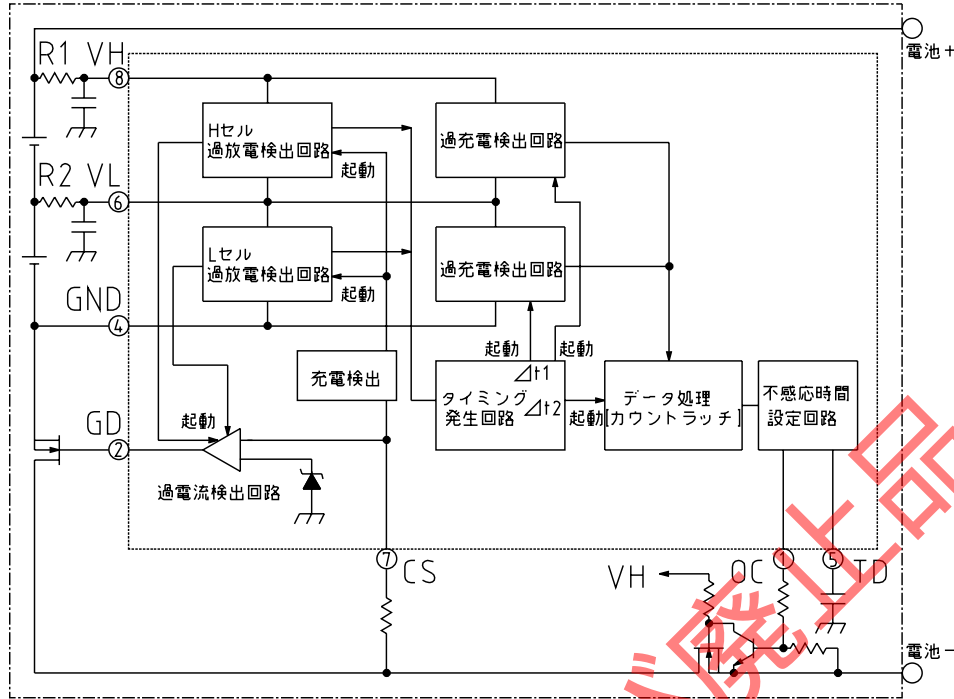 電池+
R1 VH
8
Hセル
過放電検出回路
起動
過充電検出回路
R2 VL
6
Lセル
過放電検出回路
起動
過充電検出回路
GND
4
起動
起動
充電検出
タイミング
発生回路
⊿t1
⊿t2
起動
データ処理
[カウントラッチ]
不感応時間
設定回路
GD
2
起動
過電流検出回路
7
CS
VH
OC
1
5
TD
電池−
廃止品